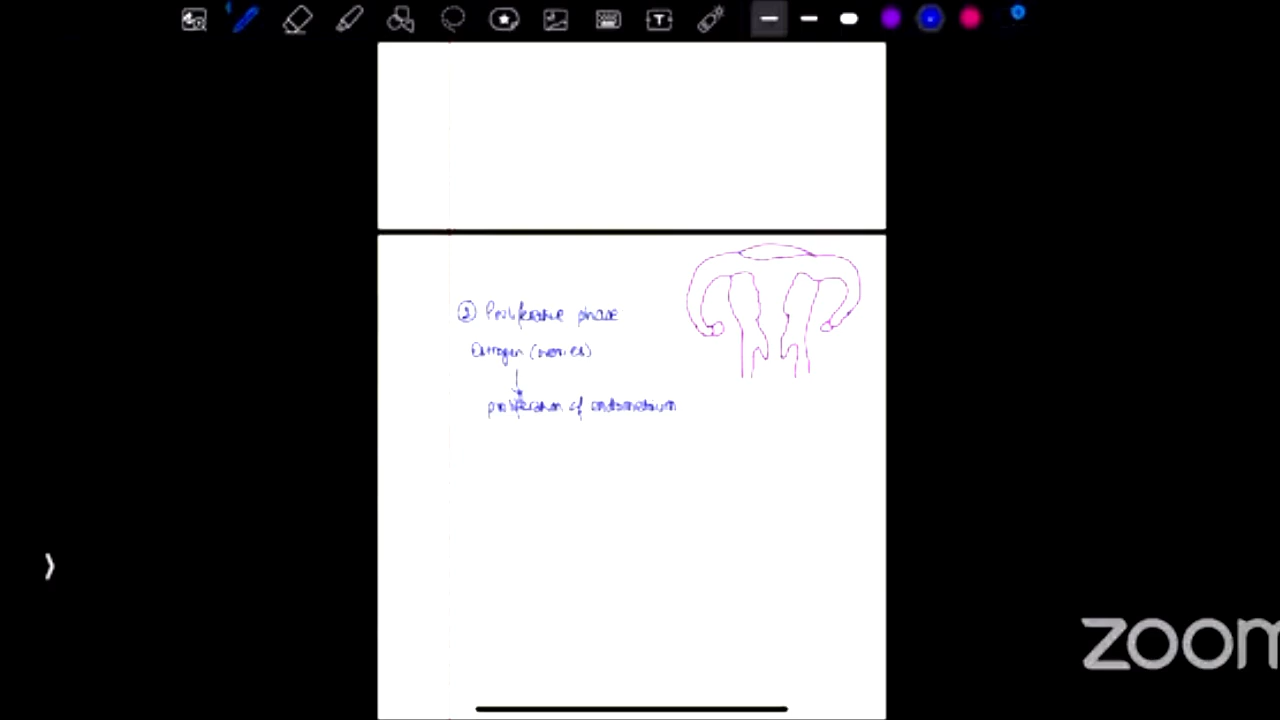 ② Proliferative phase
Estrogen (ovaries)
proliferation of endometrium
zoom